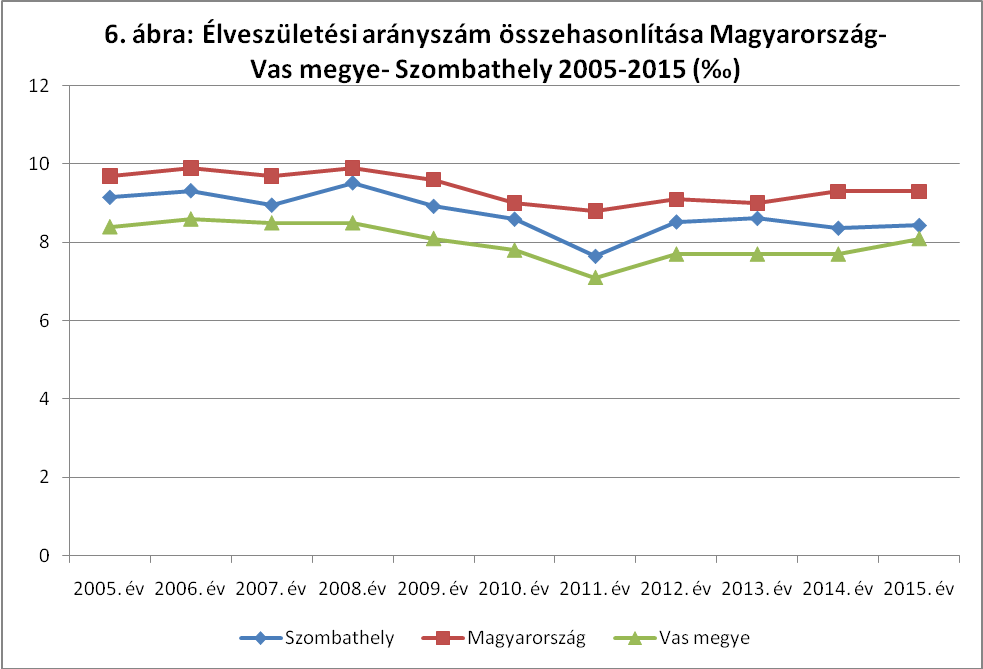 6. ábra: Élveszületési arányszám összehasonlítása Magyarország-
Vas megye- Szombathely 2005-2015 (‰)
12
10
8
6
4
2
0
2005. év 2006. év 2007. év 2008.év 2009. év 2010. év 2011. év 2012. év 2013. év 2014. év 2015. év
Szombathely Magyarország Vas megye